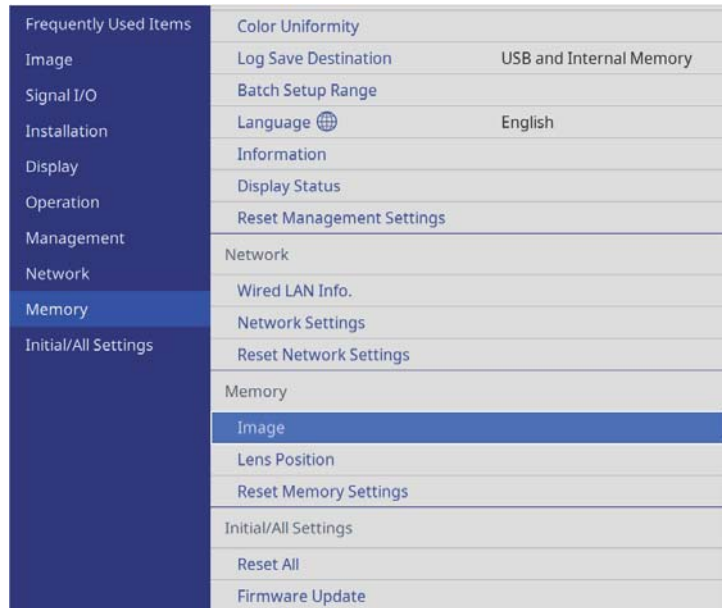 Frequently Used Items
Image
Signal I/O
Installation
Display
Operation
Management
Network
Memory
Initial/All Settings
Color Uniformity
Log Save Destination USB and Internal Memory
Batch Setup Range
Language English
Information
Display Status
Reset Management Settings
Network
Wired LAN Info.
Network Settings
Reset Network Settings
Memory
Image
Lens Position
Reset Memory Settings
Initial/All Settings
Reset All
Firmware Update